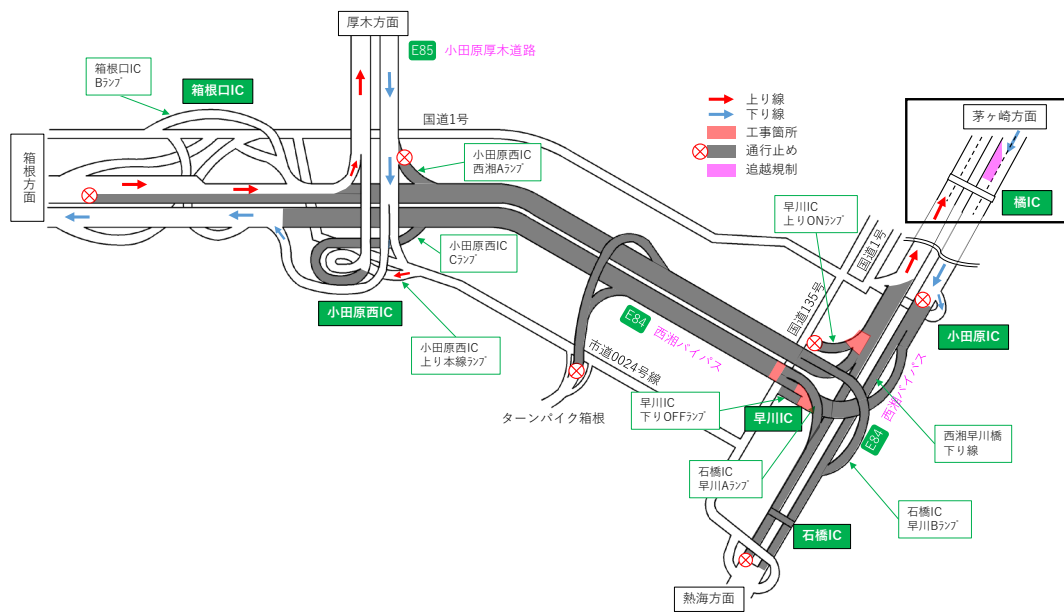 厚木方面
E85 小田原厚木道路
箱根口IC
Bﾗﾝﾌﾟ
箱根口IC
国道1号
上り線
下り線
工事箇所
通行止め
追越規制
茅ヶ崎方面
橘IC
箱根方面
小田原西IC
西湘Aﾗﾝﾌﾟ
早川IC
上りONﾗﾝﾌﾟ
国道1号
国道135号
小田原西IC
Cﾗﾝﾌﾟ
小田原西IC
小田原IC
E84 西湘バイパス
小田原西IC
上り本線ﾗﾝﾌﾟ
市道0024号線
ターンパイク箱根
早川IC
下りOFFﾗﾝﾌﾟ
早川IC
E84 西湘バイパス
西湘早川橋
下り線
石橋IC
早川Aﾗﾝﾌﾟ
石橋IC
早川Bﾗﾝﾌﾟ
石橋IC
熱海方面